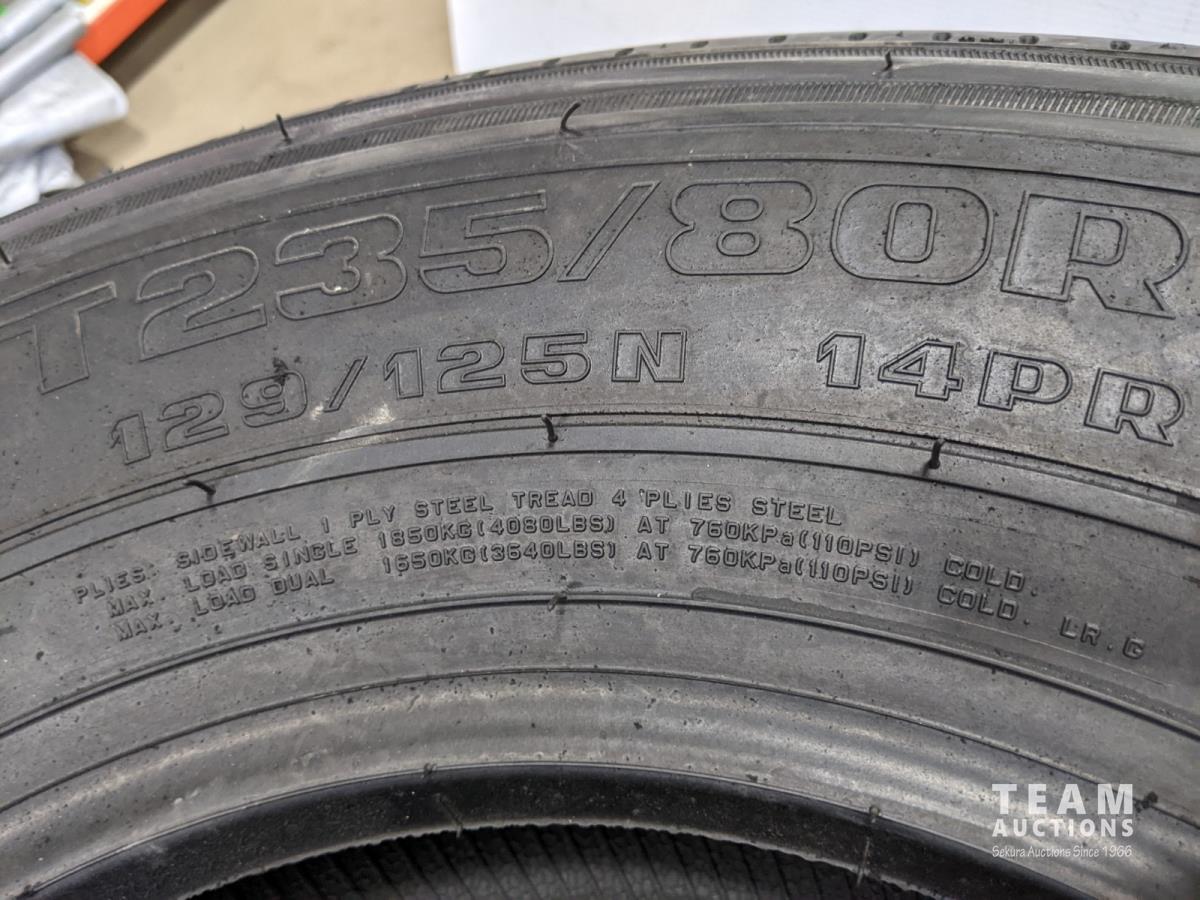 T235/80R
129/125N 14PR
PLIES: SIDEWALL 1 PLY STEEL TREAD 4 PLIES STEEL
MAX. LOAD SINGLE 1850KG(4080LBS) AT 760KPa(110PSI) COLD.
MAX. LOAD DUAL 1650KG(3640LBS) AT 760KPa(110PSI) COLD. LR.G
TEAM
AUCTIONS
Sekura Auctions Since 1966